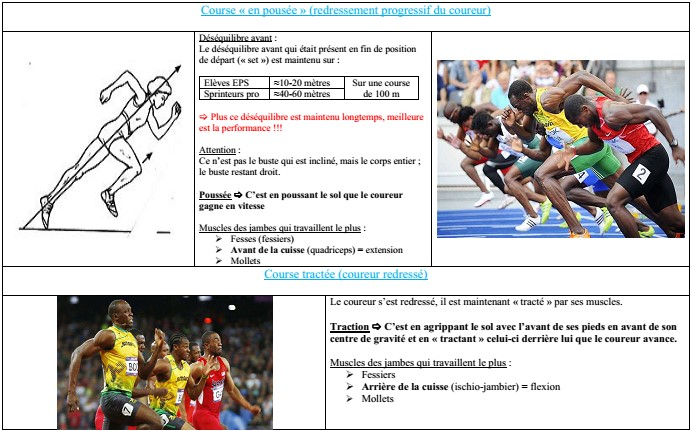 Course « en pousée » (redressement progressif du coureur)
Déséquilibre avant :
Le déséquilibre avant qui était présent en fin de position
de départ (« set ») est maintenu sur :
Elèves EPS ≈10-20 mètres Sur une course
Sprinteurs pro ≈40-60 mètres de 100 m
⇨ Plus ce déséquilibre est maintenu longtemps, meilleure
est la performance !!!
Attention :
Ce n’est pas le buste qui est incliné, mais le corps entier ;
le buste restant droit.
Poussée ⇨ C’est en poussant le sol que le coureur
gagne en vitesse
Muscles des jambes qui travaillent le plus :
➢ Fesses (fessiers)
➢ Avant de la cuisse (quadriceps) = extension
➢ Mollets
2
Course tractée (coureur redressé)
Le coureur s’est redressé, il est maintenant « tracté » par ses muscles.
Traction ⇨ C’est en agrippant le sol avec l’avant de ses pieds en avant de son
centre de gravité et en « tractant » celui-ci derrière lui que le coureur avance.
Muscles des jambes qui travaillent le plus :
➢ Fessiers
➢ Arrière de la cuisse (ischio-jambier) = flexion
➢ Mollets
7